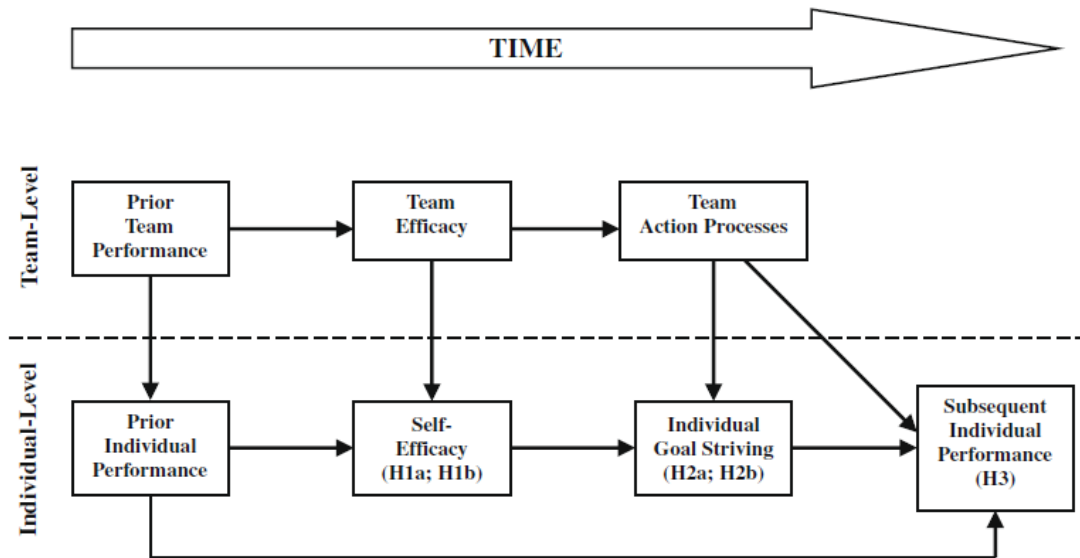 TIME
Team-Level
Prior
Team
Performance
Team
Efficacy
Team
Action Processes
Individual-Level
Prior
Individual
Performance
Self-
Efficacy
(H1a; H1b)
Individual
Goal Striving
(H2a; H2b)
Subsequent
Individual
Performance
(H3)